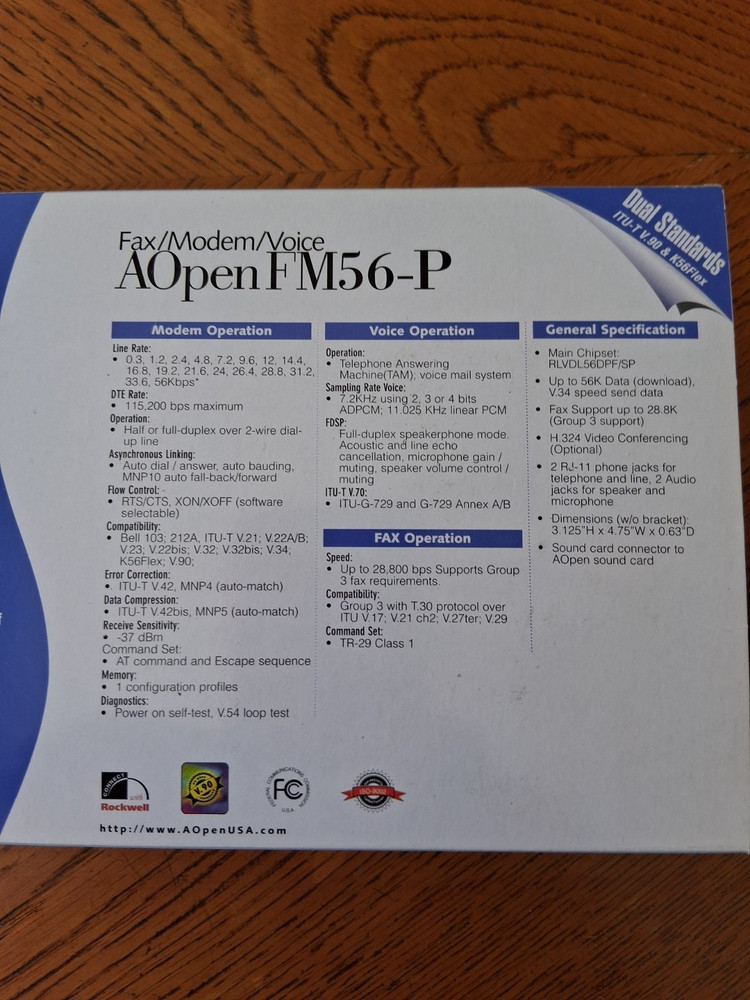 Dual Standards
ITU-T V.90 & K56Flex
Fax/Modem/Voice
AOpen FM56-P
Modem Operation
Line Rate:
• 0.3, 1.2, 2.4, 4.8, 7.2, 9.6, 12, 14.4,
16.8, 19.2, 21.6, 24, 26.4, 28.8, 31.2,
33.6, 56Kbps*
DTE Rate:
• 115,200 bps maximum
Operation:
• Half or full-duplex over 2-wire dial-
up line
Asynchronous Linking:
• Auto dial / answer, auto bauding,
MNP10 auto fall-back/forward
Flow Control:
• RTS/CTS, XON/XOFF (software
selectable)
Compatibility:
• Bell 103; 212A, ITU-T V.21; V.22A/B;
V.23; V.22bis; V.32; V.32bis; V.34;
K56Flex; V.90;
Error Correction:
• ITU-T V.42, MNP4 (auto-match)
Data Compression:
• ITU-T V.42bis, MNP5 (auto-match)
Receive Sensitivity:
• -37 dBm
Command Set:
• AT command and Escape sequence
Memory:
• 1 configuration profiles
Diagnostics:
• Power on self-test, V.54 loop test
Voice Operation
Operation:
• Telephone Answering
Machine(TAM); voice mail system
Sampling Rate Voice:
• 7.2KHz using 2, 3 or 4 bits
ADPCM; 11.025 KHz linear PCM
FDSP:
Full-duplex speakerphone mode.
Acoustic and line echo
cancellation, microphone gain /
muting, speaker volume control /
muting
ITU-T V.70:
• ITU-G-729 and G-729 Annex A/B
FAX Operation
Speed:
• Up to 28,800 bps Supports Group
3 fax requirements.
Compatibility:
• Group 3 with T.30 protocol over
ITU V.17; V.21 ch2; V.27ter; V.29
Command Set:
• TR-29 Class 1
General Specification
• Main Chipset:
RLVDL56DPF/SP
• Up to 56K Data (download),
V.34 speed send data
• Fax Support up to 28.8K
(Group 3 support)
• H.324 Video Conferencing
(Optional)
• 2 RJ-11 phone jacks for
telephone and line, 2 Audio
jacks for speaker and
microphone
• Dimensions (w/o bracket):
3.125"H x 4.75"W x 0.63"D
• Sound card connector to
AOpen sound card
CONNECT
with
Rockwell
V.90
FEDERAL COMMUNICATIONS COMMISSION
FC
U.S.A
ISO-9002
http://www.AOpenUSA.com